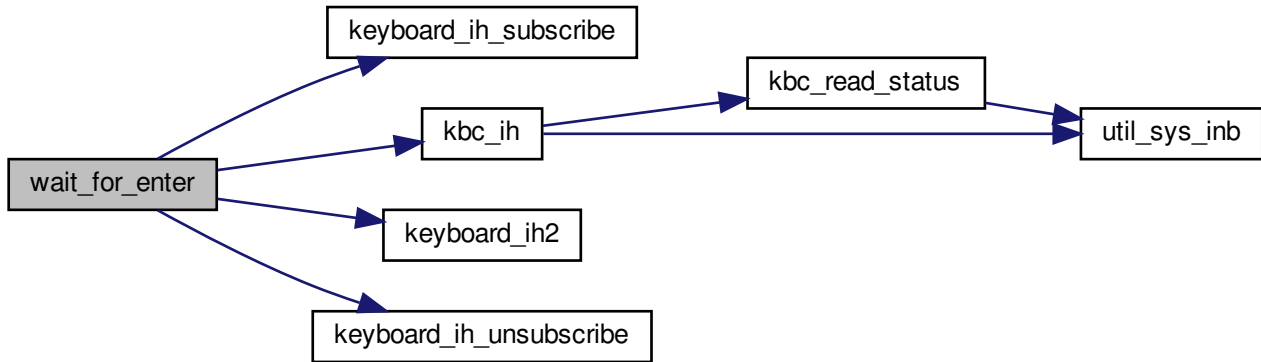 keyboard_ih_subscribe
kbc_read_status
kbc_ih
util_sys_inb
wait_for_enter
keyboard_ih2
keyboard_ih_unsubscribe